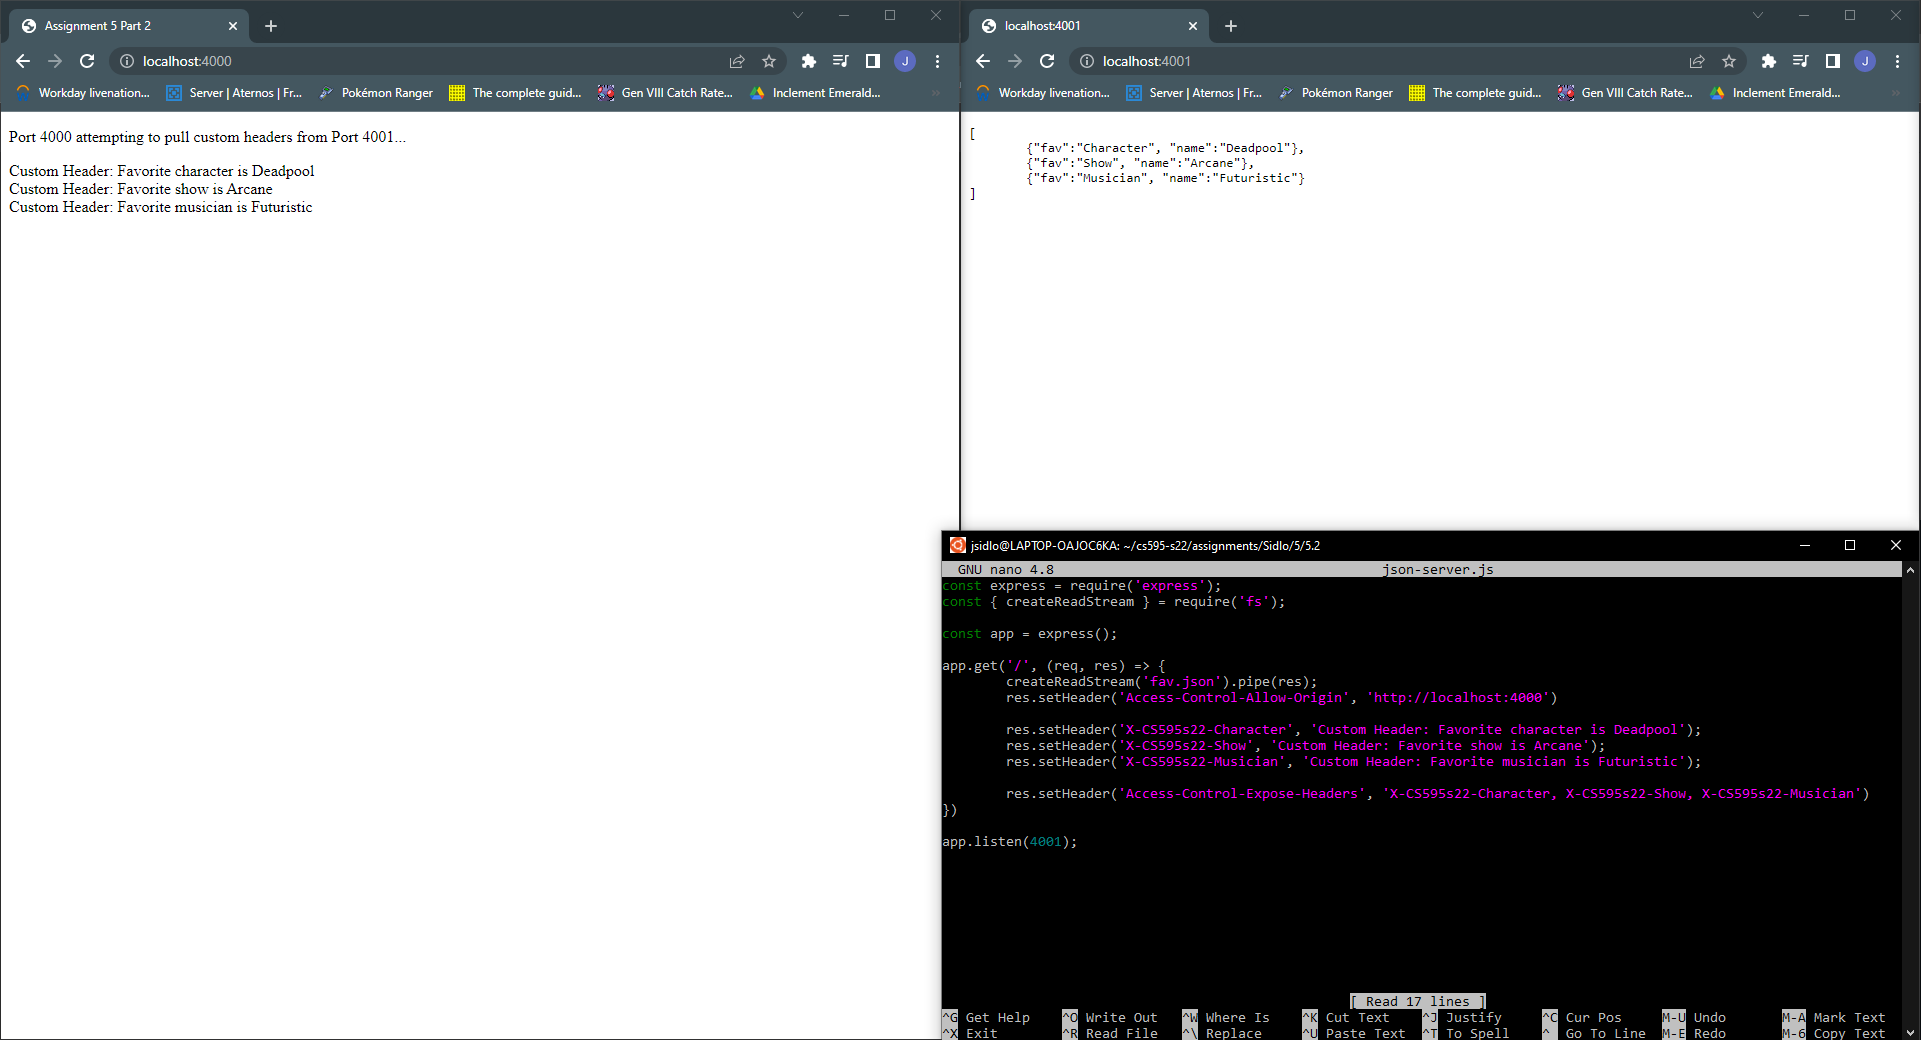 Assignment 5 Part 2
localhost:4000
Workday livenation...
Server | Aternos | Fr...
Pokémon Ranger
The complete guid...
Gen VIII Catch Rate...
Inclement Emerald...
Port 4000 attempting to pull custom headers from Port 4001...
Custom Header: Favorite character is Deadpool
Custom Header: Favorite show is Arcane
Custom Header: Favorite musician is Futuristic
localhost:4001
localhost:4001
Workday livenation...
Server | Aternos | Fr...
Pokémon Ranger
The complete guid...
Gen VIII Catch Rate...
Inclement Emerald...
[
{"fav":"Character", "name":"Deadpool"},
{"fav":"Show", "name":"Arcane"},
{"fav":"Musician", "name":"Futuristic"}
]
jsidlo@LAPTOP-OAJOC6KA: ~/cs595-s22/assignments/Sidlo/5/5.2
GNU nano 4.8 json-server.js
const express = require('express');
const { createReadStream } = require('fs');
const app = express();
app.get('/', (req, res) => {
createReadStream('fav.json').pipe(res);
res.setHeader('Access-Control-Allow-Origin', 'http://localhost:4000')
res.setHeader('X-CS595s22-Character', 'Custom Header: Favorite character is Deadpool');
res.setHeader('X-CS595s22-Show', 'Custom Header: Favorite show is Arcane');
res.setHeader('X-CS595s22-Musician', 'Custom Header: Favorite musician is Futuristic');
res.setHeader('Access-Control-Expose-Headers', 'X-CS595s22-Character, X-CS595s22-Show, X-CS595s22-Musician')
})
app.listen(4001);
[ Read 17 lines ]
^G Get Help ^O Write Out ^W Where Is ^K Cut Text ^J Justify ^C Cur Pos M-U Undo M-A Mark Text
^X Exit ^R Read File ^\ Replace ^U Paste Text ^T To Spell ^_ Go To Line M-E Redo M-6 Copy Text